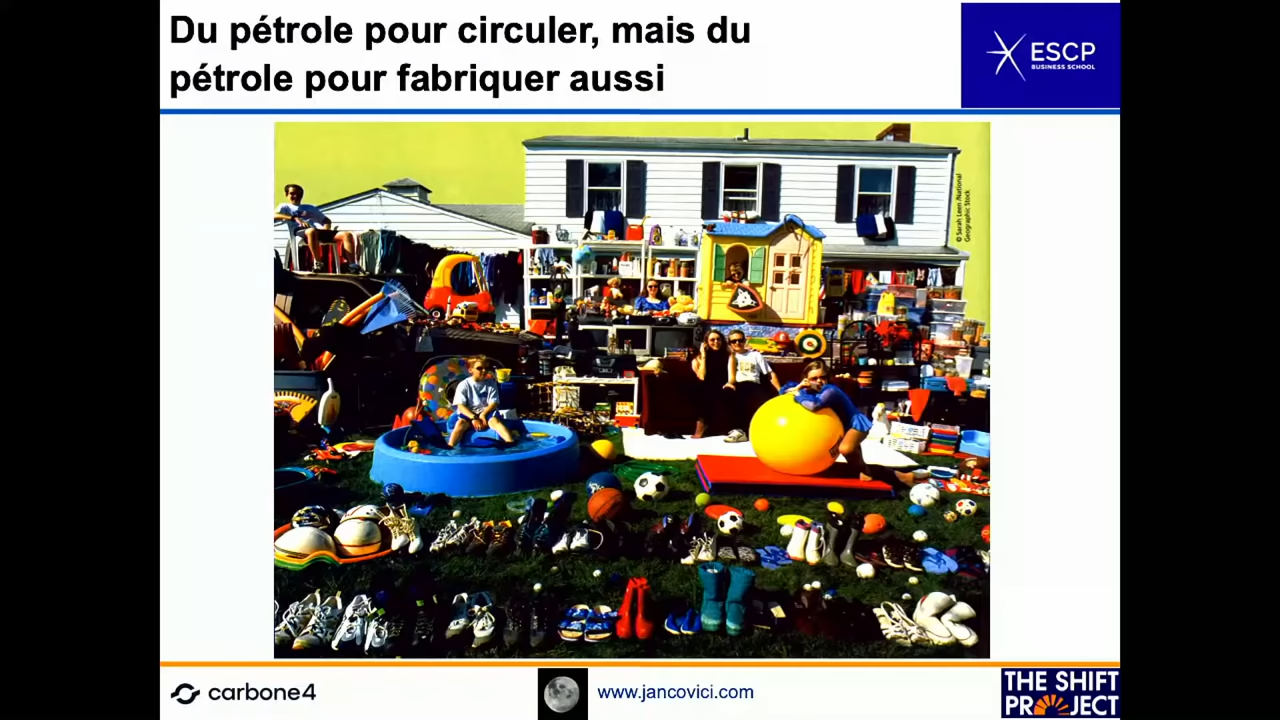 Du pétrole pour circuler, mais du
pétrole pour fabriquer aussi
ESCP
BUSINESS SCHOOL
© Sarah Leen /National
Geographic Stock
carbone4
www.jancovici.com
THE SHIFT
PROJECT